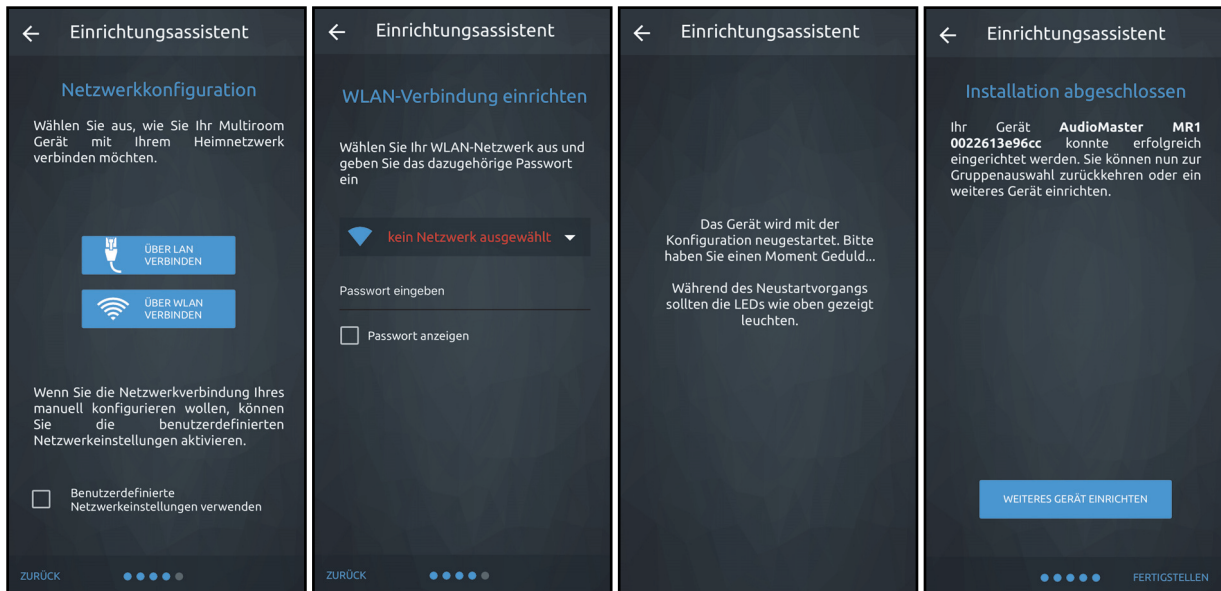 Einrichtungsassistent
Netzwerkkonfiguration
Wählen Sie aus, wie Sie Ihr Multiroom
Gerät mit Ihrem Heimnetzwerk
verbinden möchten.
ÜBER LAN
VERBINDEN
ÜBER WLAN
VERBINDEN
Wenn Sie die Netzwerkverbindung Ihres
manuell konfigurieren wollen, können
Sie die benutzerdefinierten
Netzwerkeinstellungen aktivieren.
Benutzerdefinierte
Netzwerkeinstellungen verwenden
ZURÜCK
Einrichtungsassistent
WLAN-Verbindung einrichten
Wählen Sie Ihr WLAN-Netzwerk aus und
geben Sie das dazugehörige Passwort
ein
kein Netzwerk ausgewählt
Passwort eingeben
Passwort anzeigen
ZURÜCK
Einrichtungsassistent
Das Gerät wird mit der
Konfiguration neugestartet. Bitte
haben Sie einen Moment Geduld...
Während des Neustartvorgangs
sollten die LEDs wie oben gezeigt
leuchten.
Einrichtungsassistent
Installation abgeschlossen
Ihr Gerät AudioMaster MR1
0022613e96cc konnte erfolgreich
eingerichtet werden. Sie können nun zur
Gruppenauswahl zurückkehren oder ein
weiteres Gerät einrichten.
WEITERES GERÄT EINRICHTEN
FERTIGSTELLEN